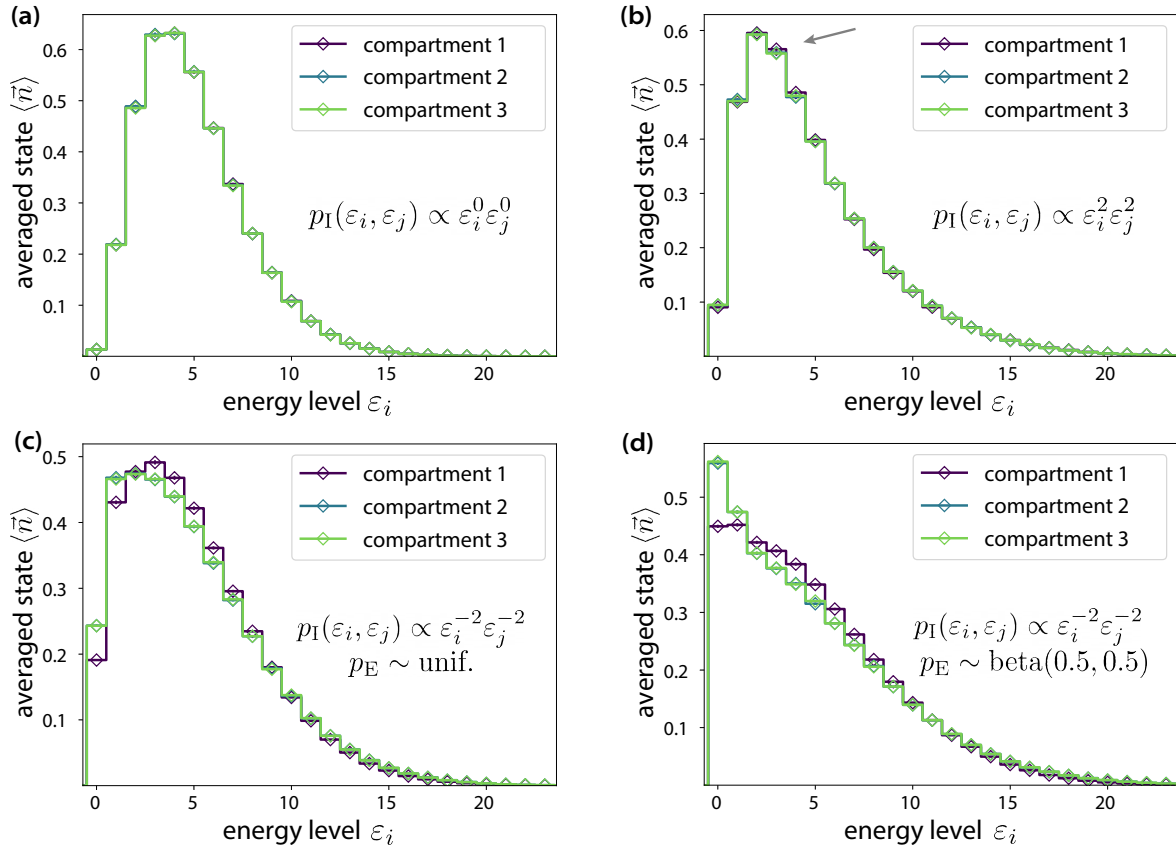 (a)
averaged state ⟨n⃗⟩
0.6
0.5
0.4
0.3
0.2
0.1
compartment 1
compartment 2
compartment 3
p_I(ε_i, ε_j) ∝ ε_i^0 ε_j^0
0 5 10 15 20
energy level ε_i
(b)
averaged state ⟨n⃗⟩
0.6
0.5
0.4
0.3
0.2
0.1
compartment 1
compartment 2
compartment 3
p_I(ε_i, ε_j) ∝ ε_i^2 ε_j^2
0 5 10 15 20
energy level ε_i
(c)
averaged state ⟨n⃗⟩
0.5
0.4
0.3
0.2
0.1
compartment 1
compartment 2
compartment 3
p_I(ε_i, ε_j) ∝ ε_i^{-2} ε_j^{-2}
p_E ∼ unif.
0 5 10 15 20
energy level ε_i
(d)
averaged state ⟨n⃗⟩
0.5
0.4
0.3
0.2
0.1
compartment 1
compartment 2
compartment 3
p_I(ε_i, ε_j) ∝ ε_i^{-2} ε_j^{-2}
p_E ∼ beta(0.5, 0.5)
0 5 10 15 20
energy level ε_i